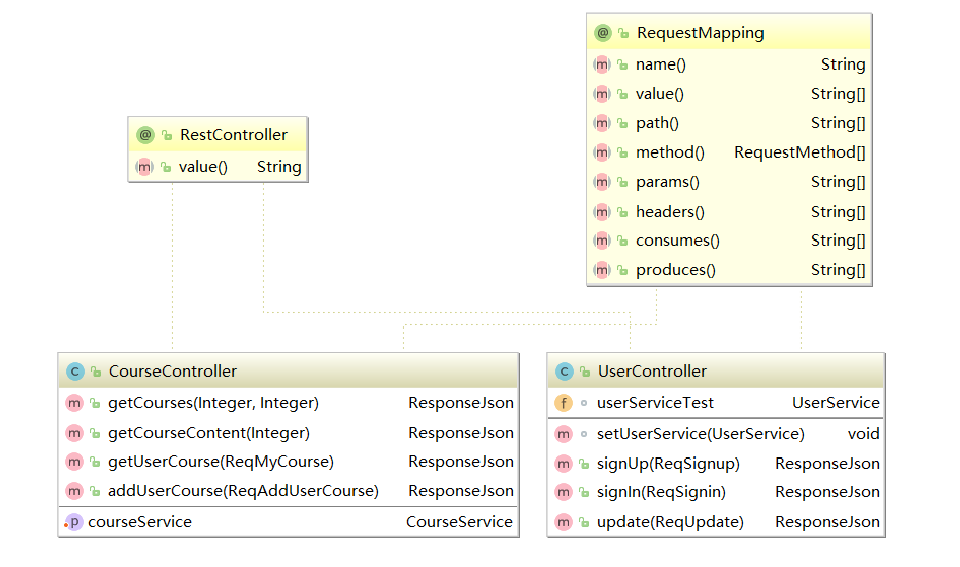 @ RequestMapping
m name() String
m value() String[]
m path() String[]
m method() RequestMethod[]
m params() String[]
m headers() String[]
m consumes() String[]
m produces() String[]
@ RestController
m value() String
C CourseController
m getCourses(Integer, Integer) ResponseJson
m getCourseContent(Integer) ResponseJson
m getUserCourse(ReqMyCourse) ResponseJson
m addUserCourse(ReqAddUserCourse) ResponseJson
p courseService CourseService
C UserController
f userServiceTest UserService
m setUserService(UserService) void
m signUp(ReqSignup) ResponseJson
m signIn(ReqSignin) ResponseJson
m update(ReqUpdate) ResponseJson